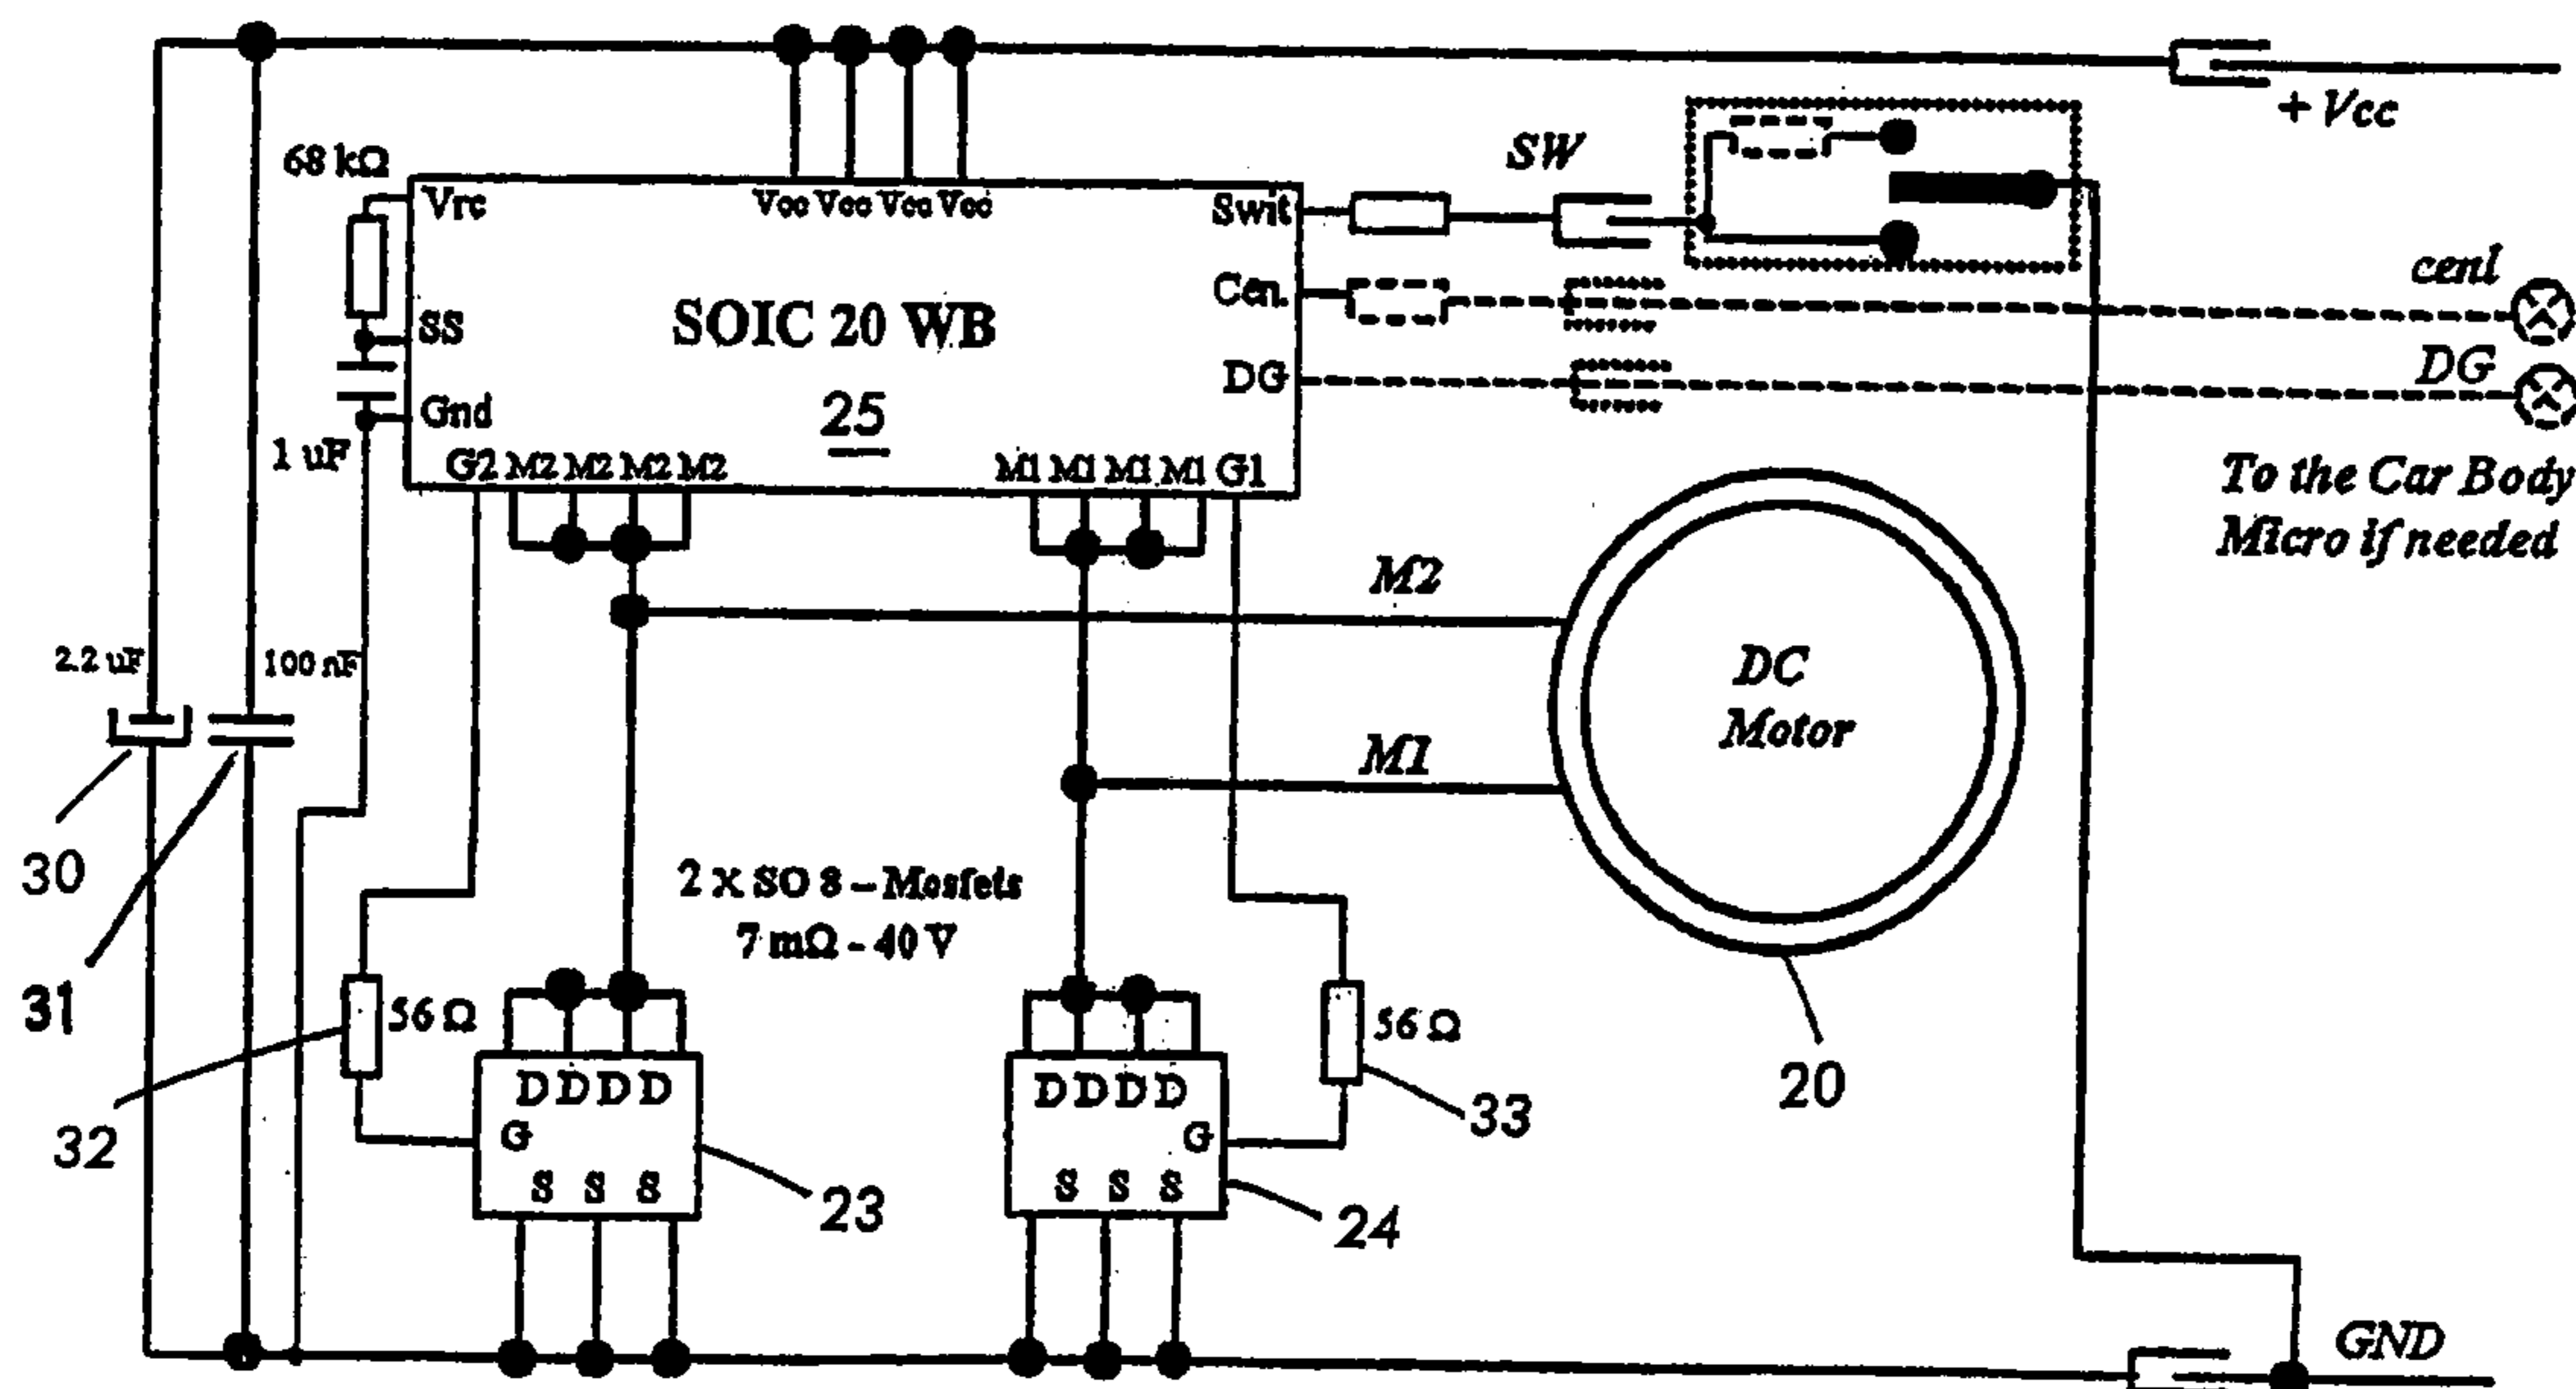 + Vcc
68 kΩ
Vrc
Vcc Vcc Vcc Vcc
Swit
SW
SS
SOIC 20 WB
Cen.
cenl
Gnd
25
DG
DG
1 uF
G2 M2 M2 M2 M2
M1 M1 M1 M1 G1
To the Car Body
Micro if needed
M2
2.2 uF
100 nF
DC
Motor
M1
30
2 x SO 8 – Mosfets
7 mΩ - 40 V
31
56 Ω
56 Ω
20
D D D D
D D D D
33
32
G
G
S S S
S S S
23
24
GND